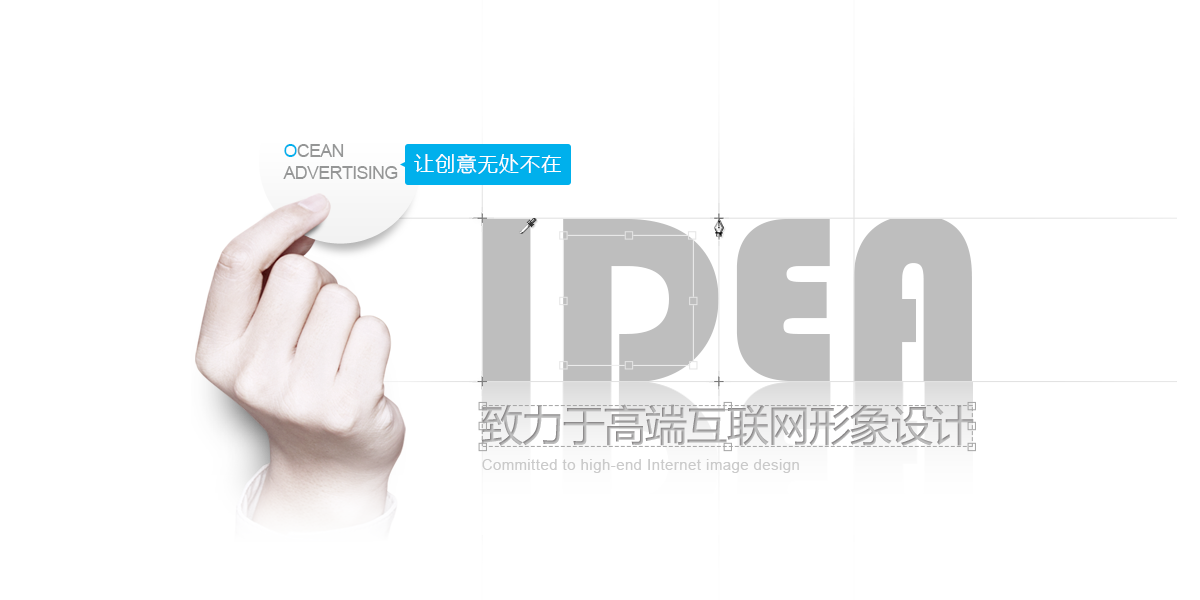 OCEAN
ADVERTISING
让创意无处不在
IDEA
致力于高端互联网形象设计
Committed to high-end Internet image design